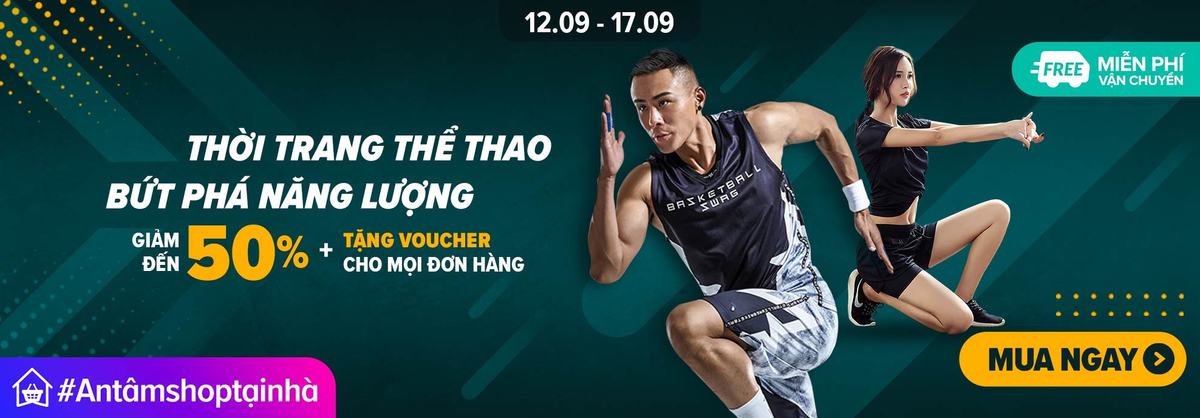 12.09 - 17.09
FREE
MIỄN PHÍ
VẬN CHUYỂN
THỜI TRANG THỂ THAO
BỨT PHÁ NĂNG LƯỢNG
GIẢM
ĐẾN
50%
+
TẶNG VOUCHER
CHO MỌI ĐƠN HÀNG
BASKETBALL
SWAG
MUA NGAY
#Antâmshoptạinhà